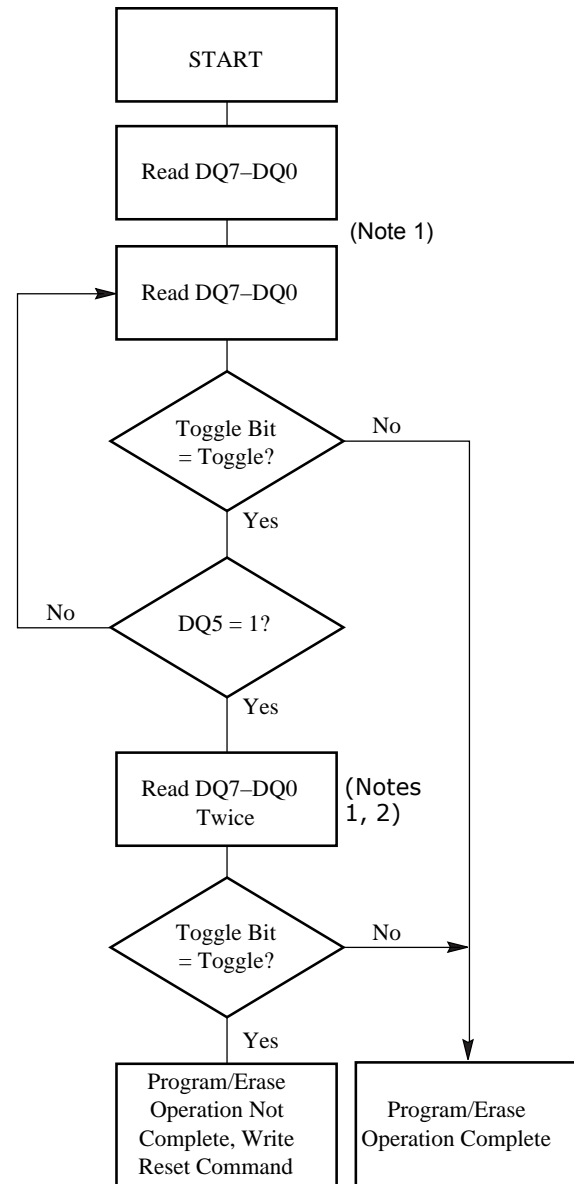 START
Read DQ7–DQ0
(Note 1)
Read DQ7–DQ0
Toggle Bit
= Toggle?
No
Yes
No
DQ5 = 1?
Yes
Read DQ7–DQ0
Twice
(Notes
1, 2)
Toggle Bit
= Toggle?
No
Yes
Program/Erase
Operation Not
Complete, Write
Reset Command
Program/Erase
Operation Complete